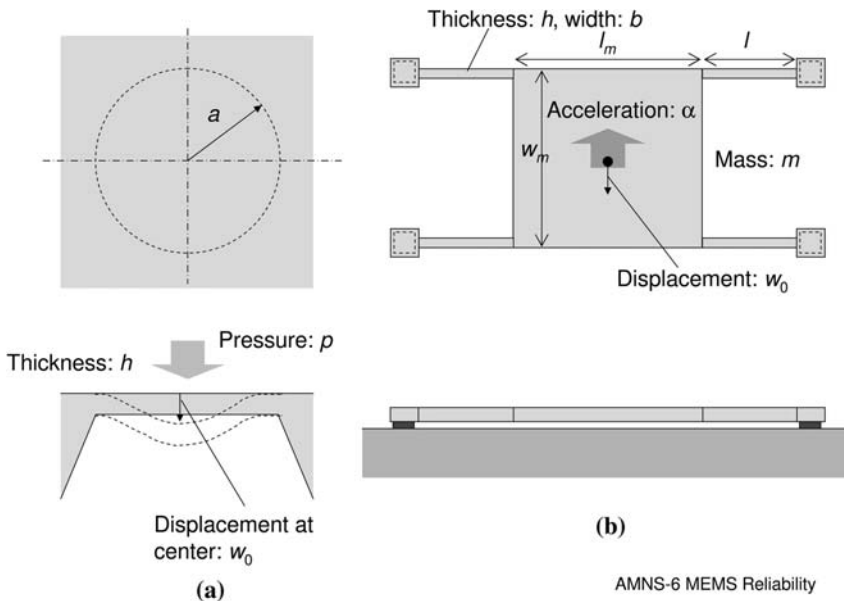 a
Pressure: p
Thickness: h
Displacement at
center: w0
(a)
Thickness: h, width: b
lm
l
Acceleration: α
wm
Mass: m
Displacement: w0
(b)
AMNS-6 MEMS Reliability